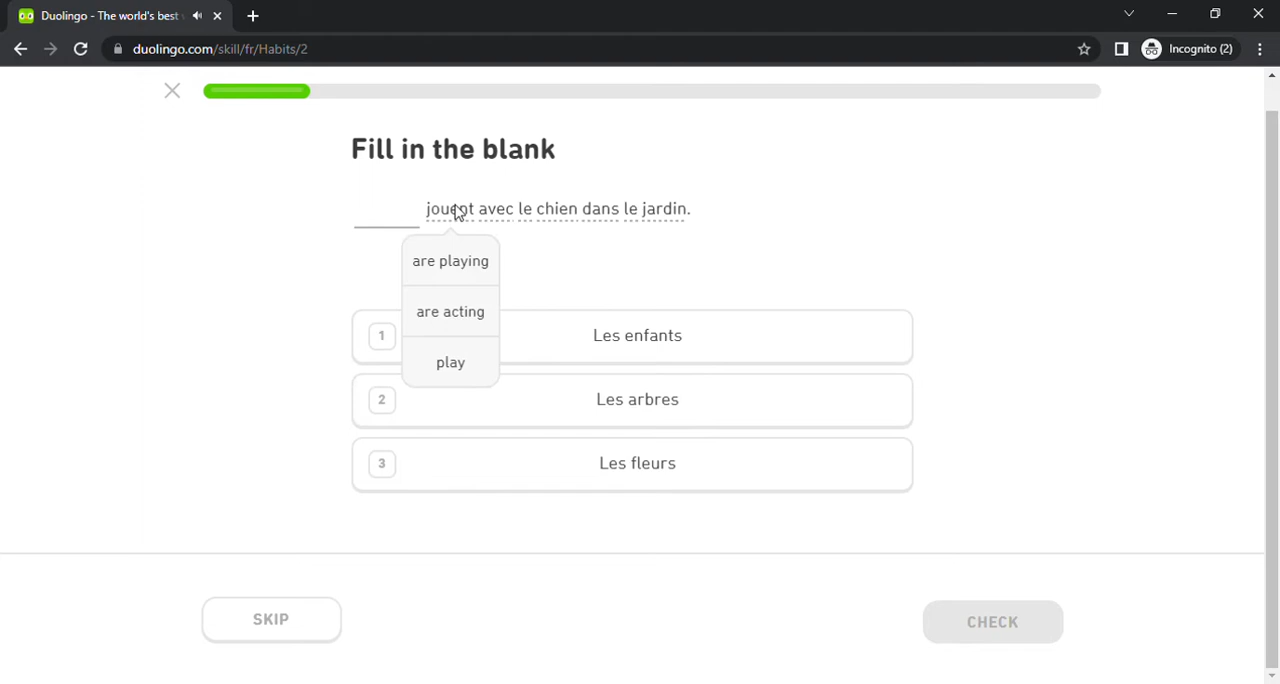 Duolingo - The world's best
duolingo.com/skill/fr/Habits/2
Incognito (2)
Fill in the blank
jouent avec le chien dans le jardin.
are playing
are acting
play
1 Les enfants
2 Les arbres
3 Les fleurs
SKIP
CHECK